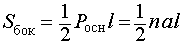 S_бок = 1/2 P_осн l = 1/2 nal